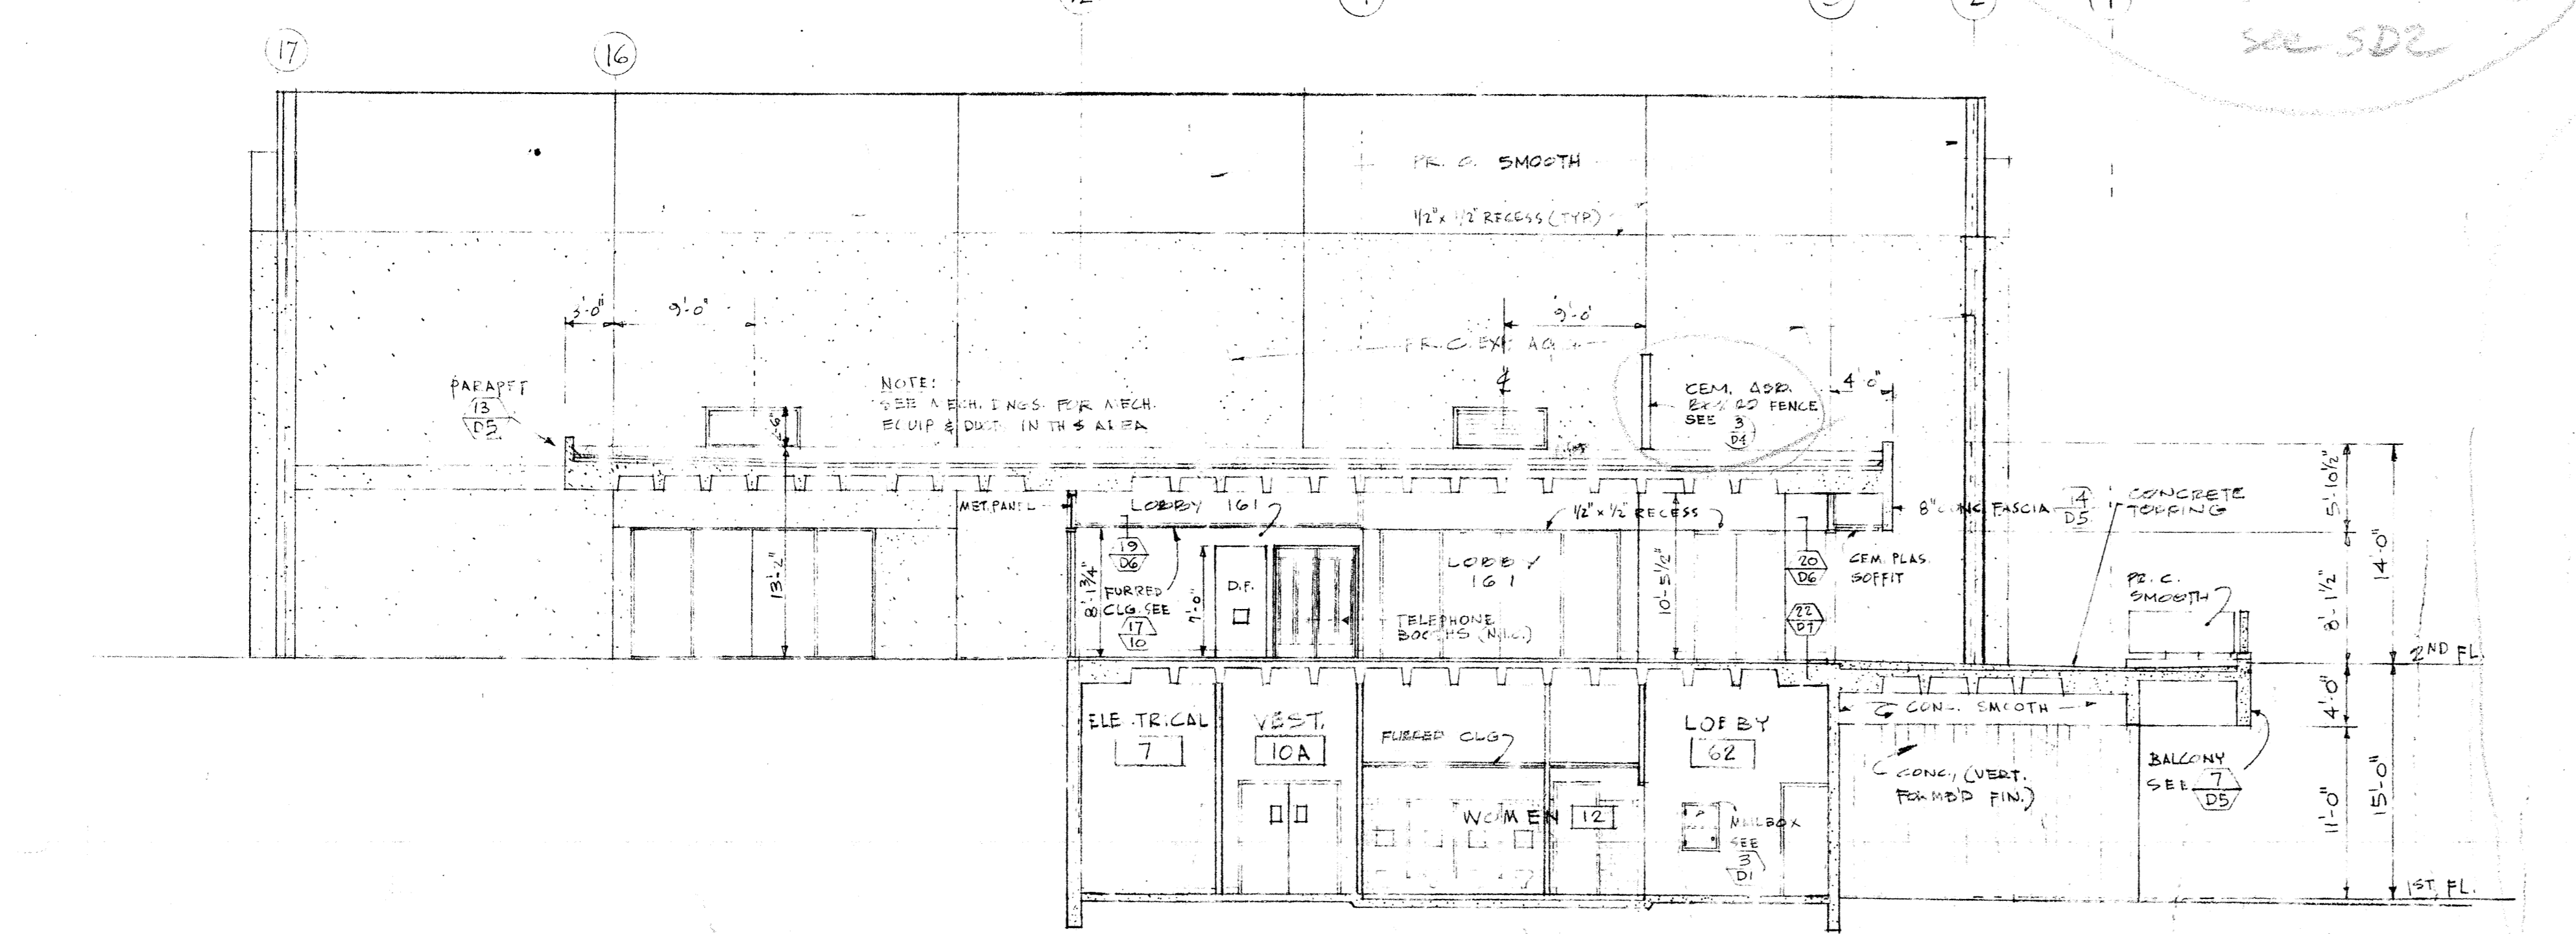 17
16
see SD2
PR. C. SMOOTH
1/2" x 1/2" RECESS (TYP.)
3'-0"
9'-0"
9'-0"
4'-0"
PARAPET
13
D5
NOTE:
SEE MECH. DWGS. FOR MECH.
EQUIP & DUCTS IN THIS AREA
CEM. ASB.
FENCE
SEE 3
D4
MET. PANEL
LOBBY 161
1/2" x 1/2" RECESS
8" CONC. FASCIA 14
D5
CONCRETE
TOPPING
13'-2"
8'-1 3/4"
19
D6
FURRED
CLG. SEE
17
10
7'-0"
D.F.
LOBBY
161
TELEPHONE
BOOTHS (N.I.C.)
10'-5 1/2"
20
D6
22
D7
CEM. PLAS.
SOFFIT
PR. C.
SMOOTH
5'-10 1/2"
8'-1 1/2"
14'-0"
2ND FL.
ELECTRICAL
7
VEST.
10A
FURRED CLG
WOMEN 12
LOBBY
62
MAILBOX
SEE
3
D1
CONC. SMOOTH
CONC., (VERT.
FORMB'D FIN.)
BALCONY
SEE 7
D5
4'-0"
11'-0"
15'-0"
1ST. FL.